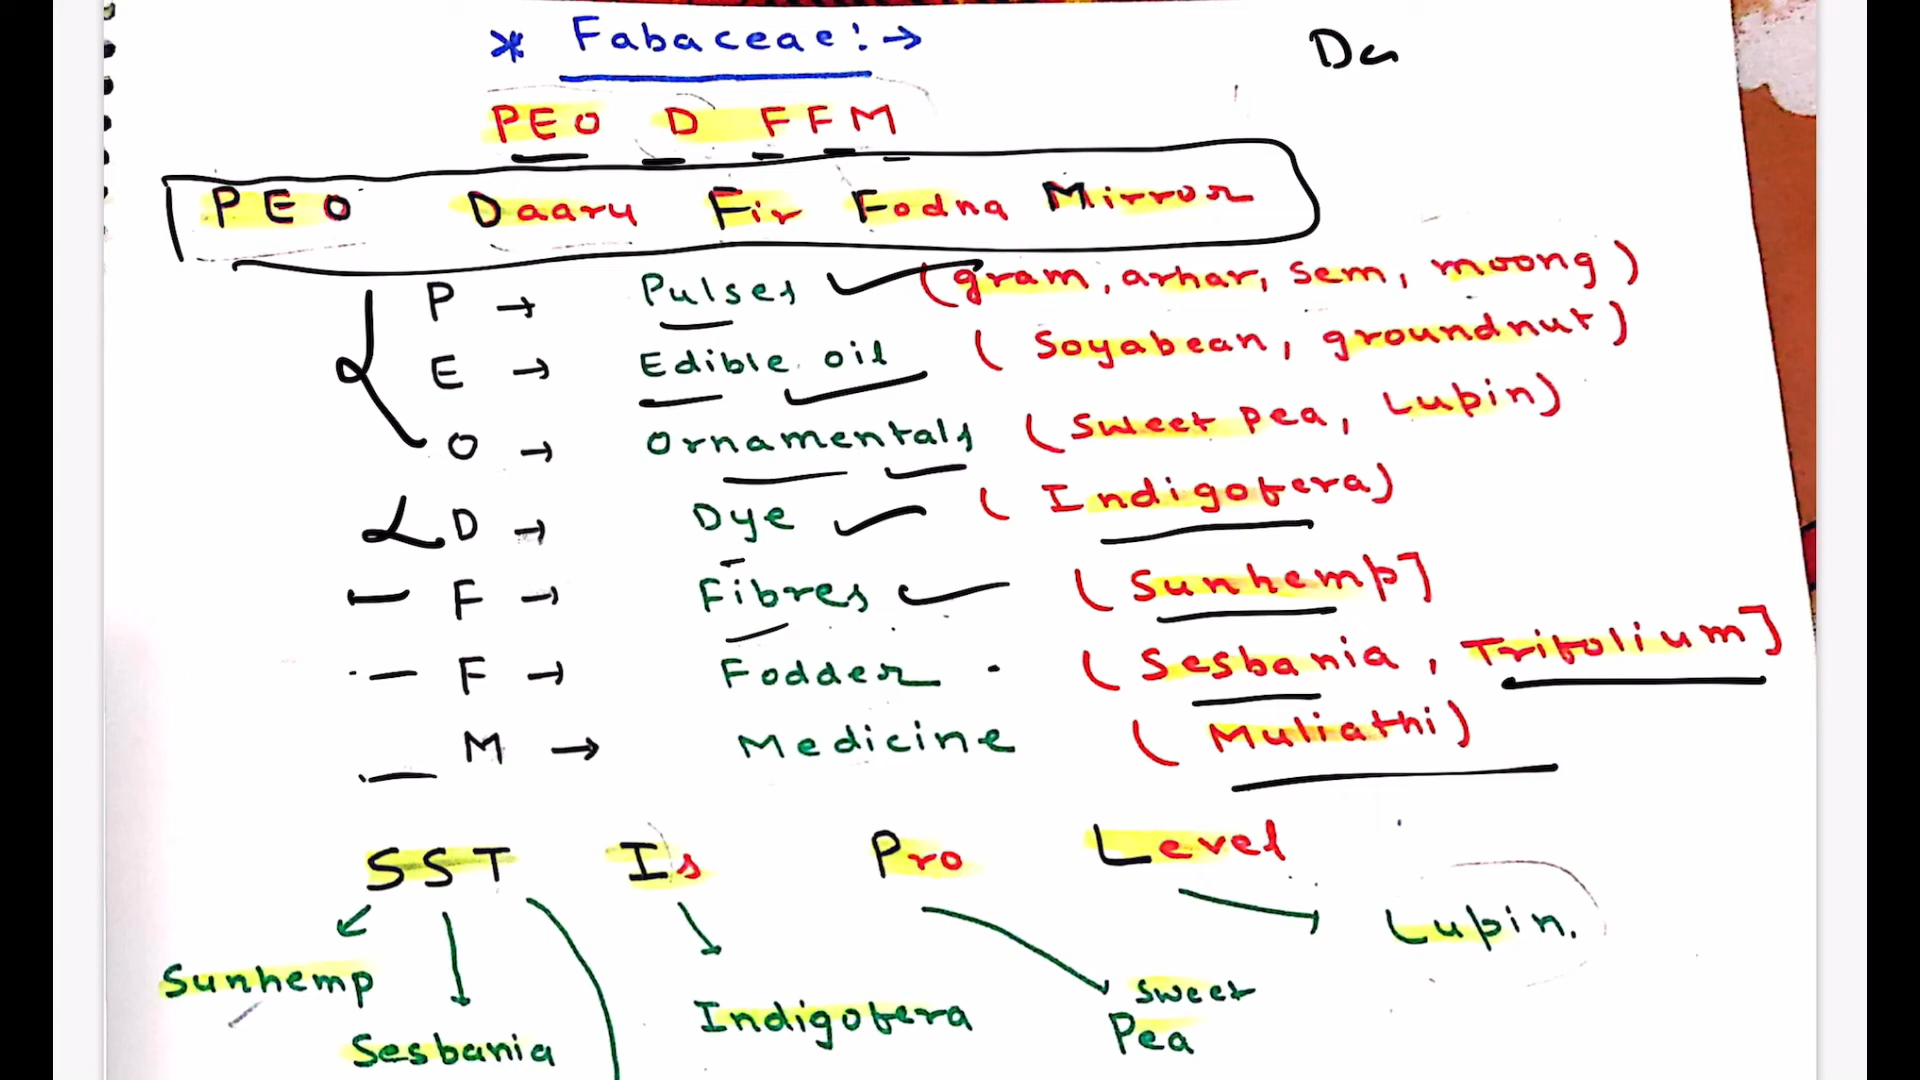 * Fabaceae:→
Da
PEO D F F M
PEO Daaru Fir Fodna Mirror
P → Pulses (gram, arhar, sem, moong)
E → Edible oil (Soyabean, groundnut)
O → Ornamentals (Sweet pea, Lupin)
D → Dye (Indigofera)
F → Fibres (Sunhemp]
F → Fodder (Sesbania, Trifolium]
M → Medicine (Muliathi)
SST Is Pro Level
Lupin.
Sunhemp
Sweet
Indigofera
Pea
Sesbania